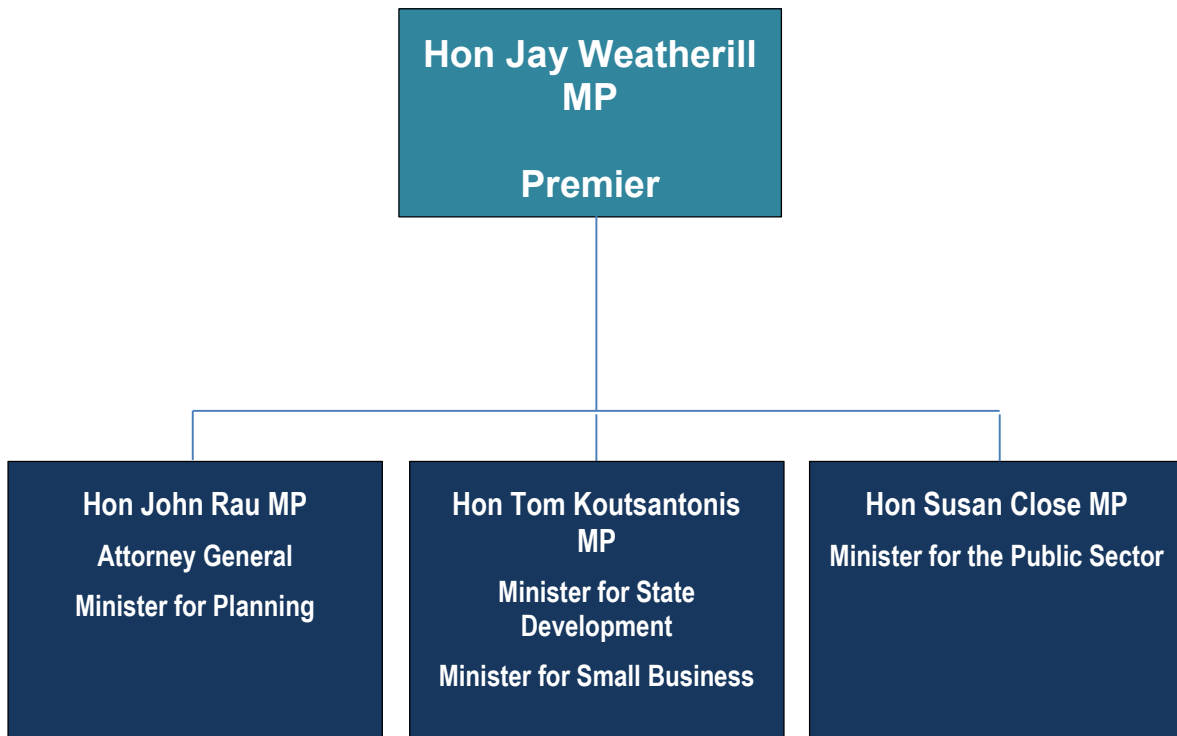 Hon Jay Weatherill
MP
Premier
Hon John Rau MP
Attorney General
Minister for Planning
Hon Tom Koutsantonis
MP
Minister for State
Development
Minister for Small Business
Hon Susan Close MP
Minister for the Public Sector